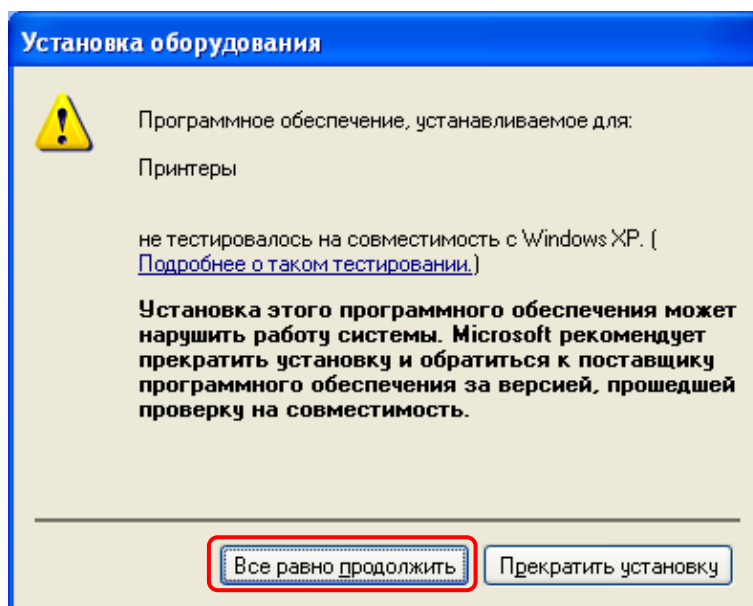 Установка оборудования
Программное обеспечение, устанавливаемое для:
Принтеры
не тестировалось на совместимость с Windows XP. (
Подробнее о таком тестировании.)
Установка этого программного обеспечения может
нарушить работу системы. Microsoft рекомендует
прекратить установку и обратиться к поставщику
программного обеспечения за версией, прошедшей
проверку на совместимость.
Все равно продолжить Прекратить установку